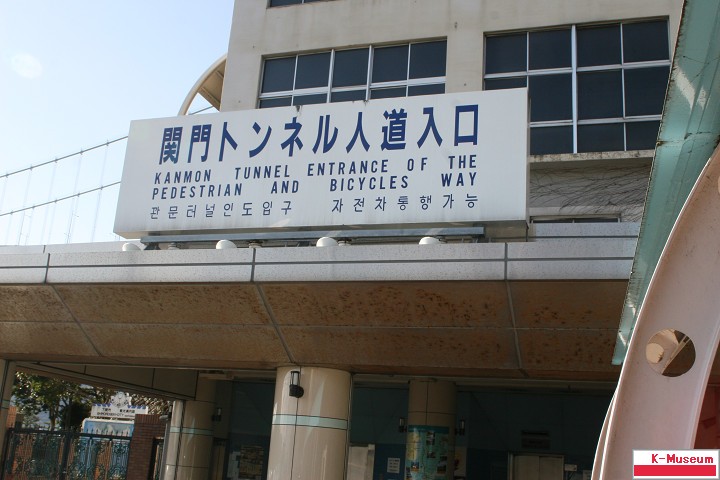 関門トンネル人道入口
KANMON TUNNEL ENTRANCE OF THE
PEDESTRIAN AND BICYCLES WAY
관문터널인도입구 자전차통행가능
K-Museum